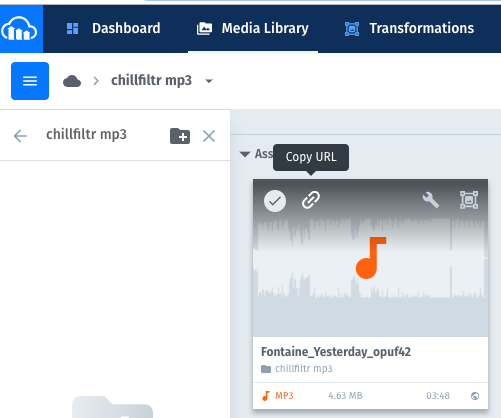 Dashboard
Media Library
Transformations
chillfiltr mp3
chillfiltr mp3
Ass
Copy URL
Fontaine_Yesterday_opuf42
chillfiltr mp3
MP3
4.63 MB
03:48